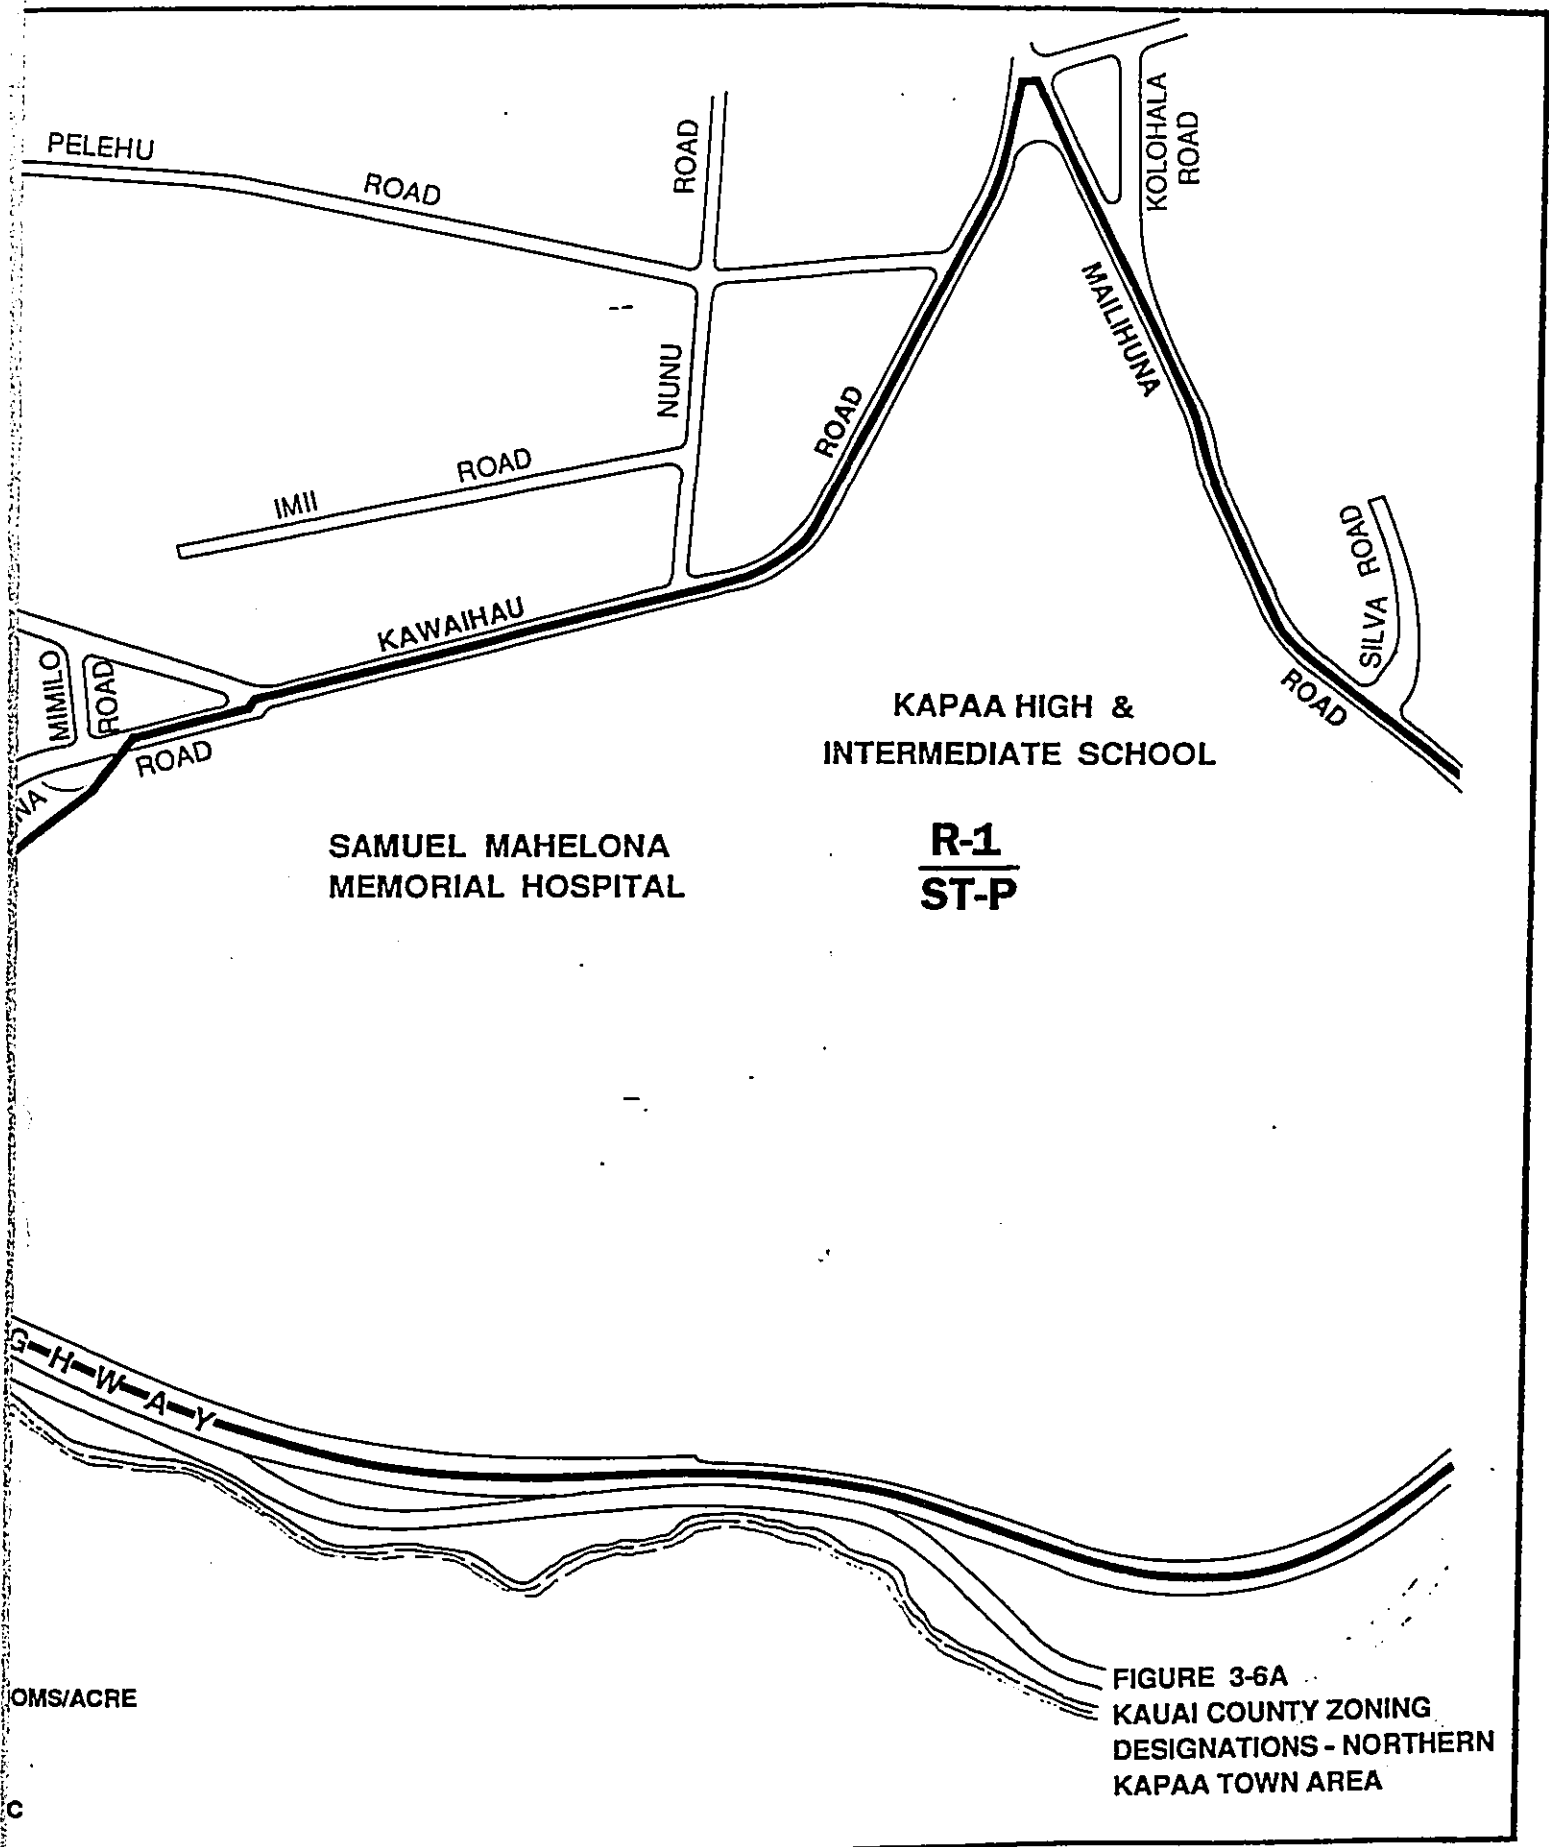 PELEHU
ROAD
ROAD
NUNU
KOLOHALA
ROAD
MAILIHUNA
ROAD
ROAD
IMII
ROAD
SILVA ROAD
KAWAIHAU
ROAD
MIMILO
ROAD
NA
KAPAA HIGH &
INTERMEDIATE SCHOOL
SAMUEL MAHELONA
MEMORIAL HOSPITAL
R-1
ST-P
G-H-W-A-Y
OMS/ACRE
C
FIGURE 3-6A
KAUAI COUNTY ZONING
DESIGNATIONS - NORTHERN
KAPAA TOWN AREA